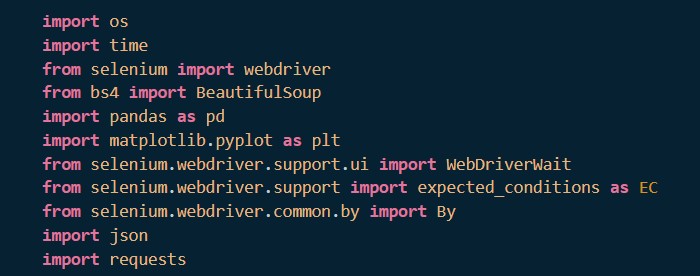 import os
import time
from selenium import webdriver
from bs4 import BeautifulSoup
import pandas as pd
import matplotlib.pyplot as plt
from selenium.webdriver.support.ui import WebDriverWait
from selenium.webdriver.support import expected_conditions as EC
from selenium.webdriver.common.by import By
import json
import requests